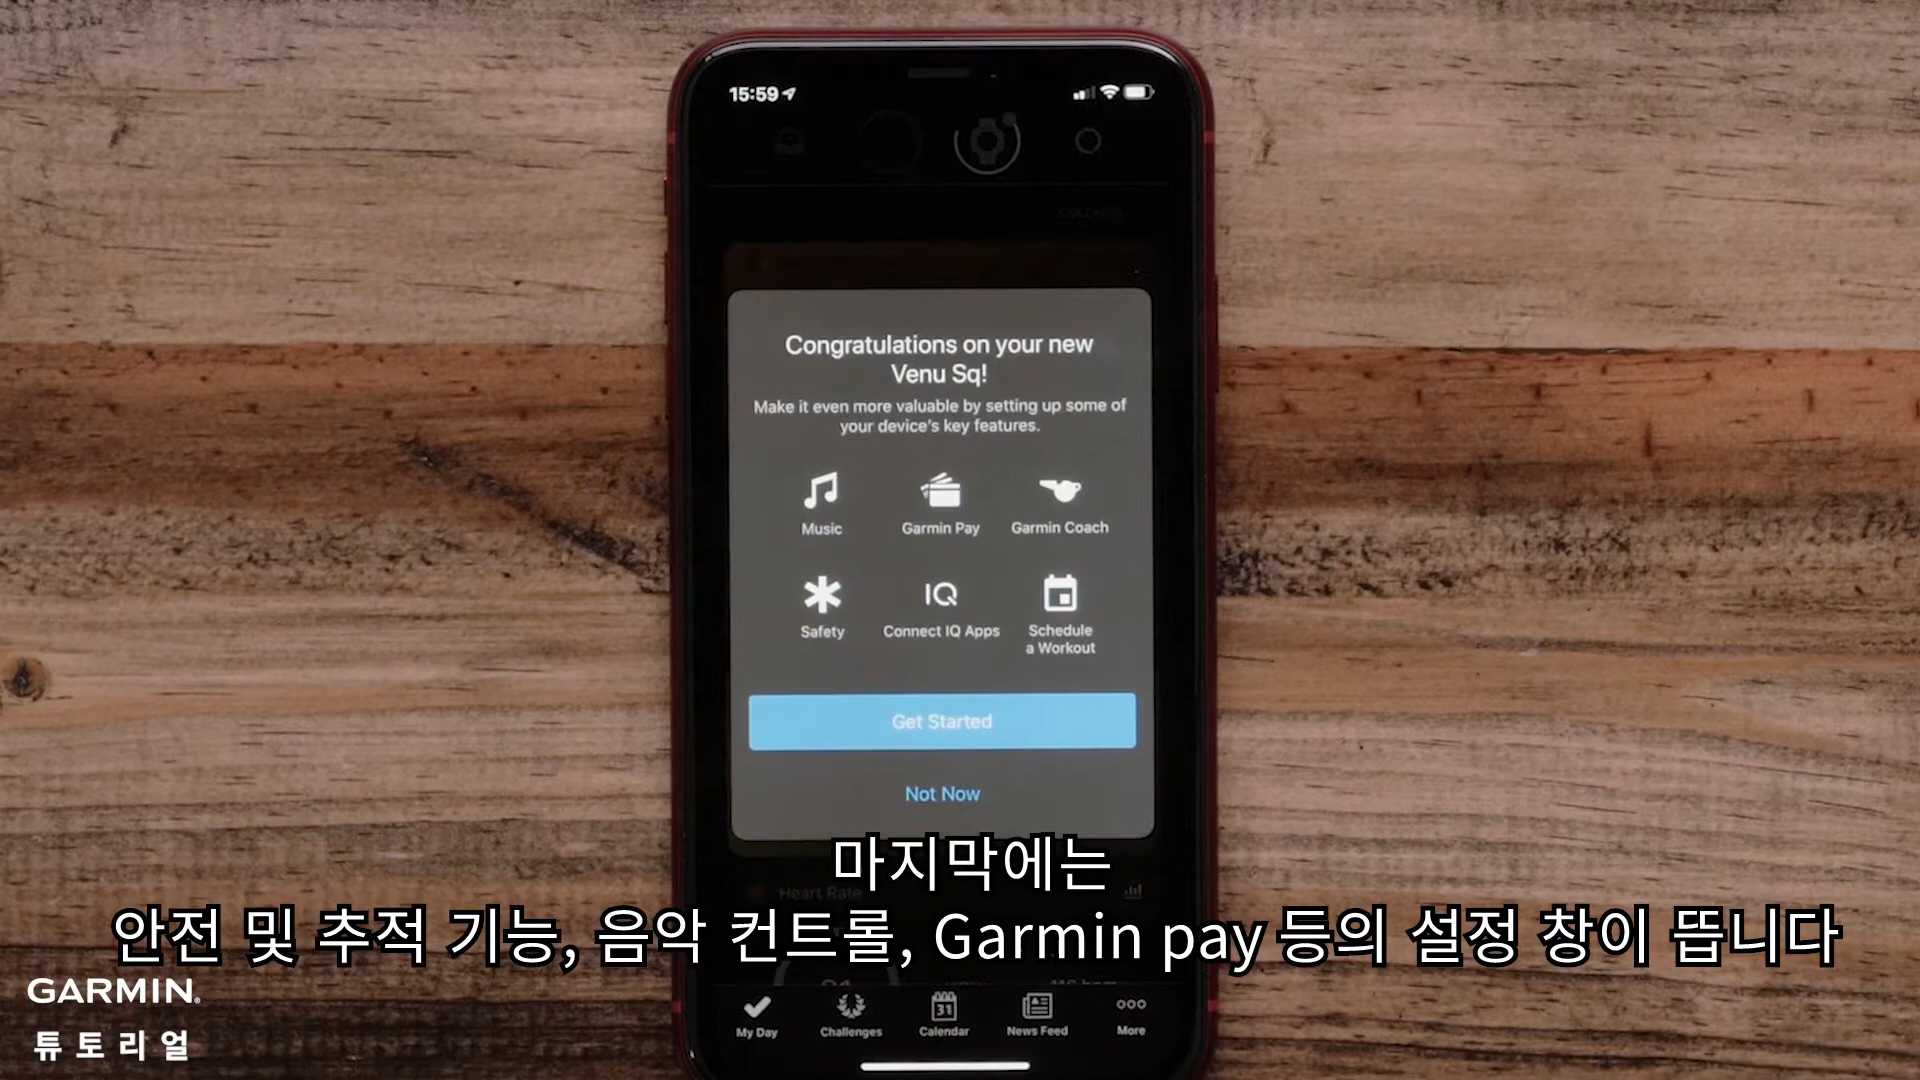 15:59
Congratulations on your new
Venu Sq!
Make it even more valuable by setting up some of
your device's key features.
Music
Garmin Pay
Garmin Coach
Safety
IQ
Connect IQ Apps
Schedule
a Workout
Get Started
Not Now
마지막에는
Heart Rate
안전 및 추적 기능, 음악 컨트롤, Garmin pay 등의 설정 창이 뜹니다
GARMIN.
튜토리얼
31
My Day
Challenges
Calendar
News Feed
More